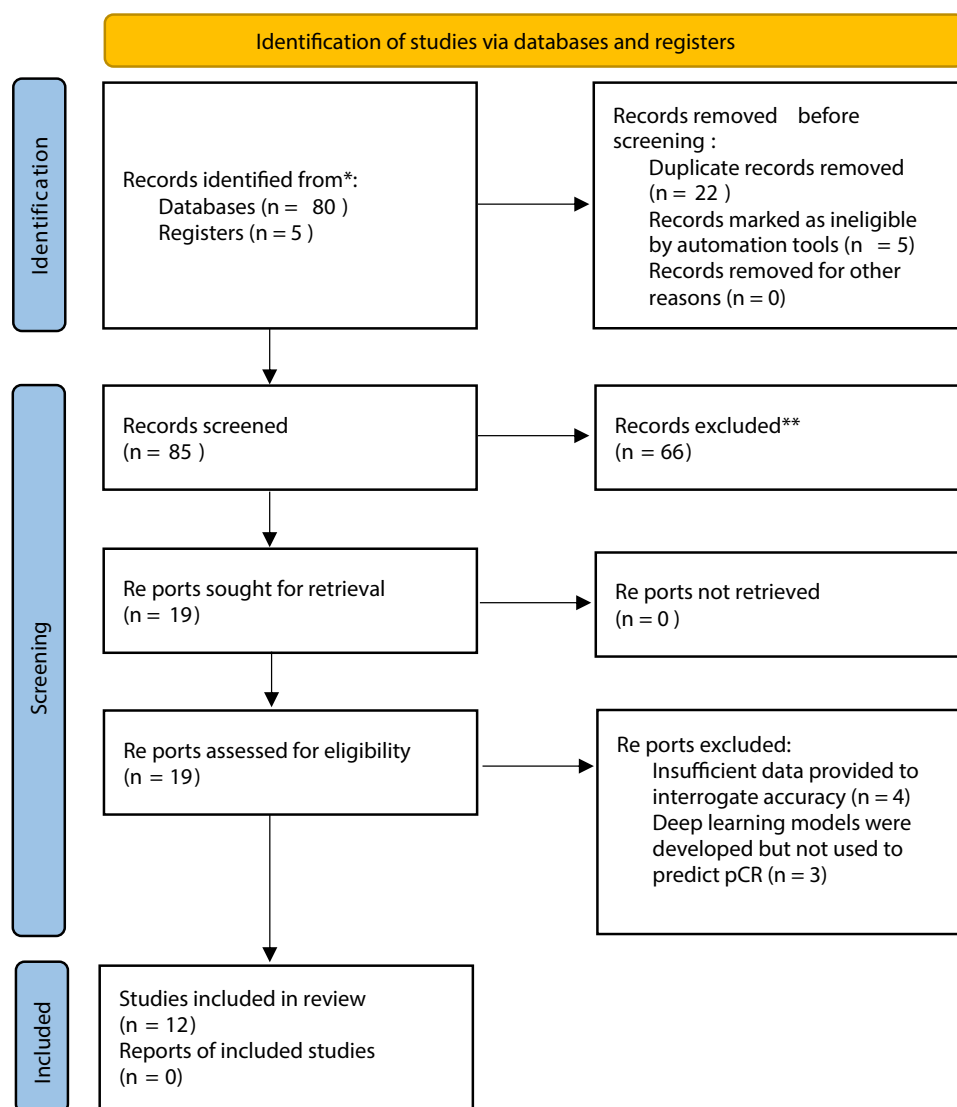 Identification of studies via databases and registers
Identification
Records identified from*:
Databases (n = 80 )
Registers (n = 5 )
Records removed before
screening :
Duplicate records removed
(n = 22 )
Records marked as ineligible
by automation tools (n = 5)
Records removed for other
reasons (n = 0)
Screening
Records screened
(n = 85 )
Records excluded**
(n = 66)
Re ports sought for retrieval
(n = 19)
Re ports not retrieved
(n = 0 )
Re ports assessed for eligibility
(n = 19)
Re ports excluded:
Insufficient data provided to
interrogate accuracy (n = 4)
Deep learning models were
developed but not used to
predict pCR (n = 3)
Included
Studies included in review
(n = 12)
Reports of included studies
(n = 0)